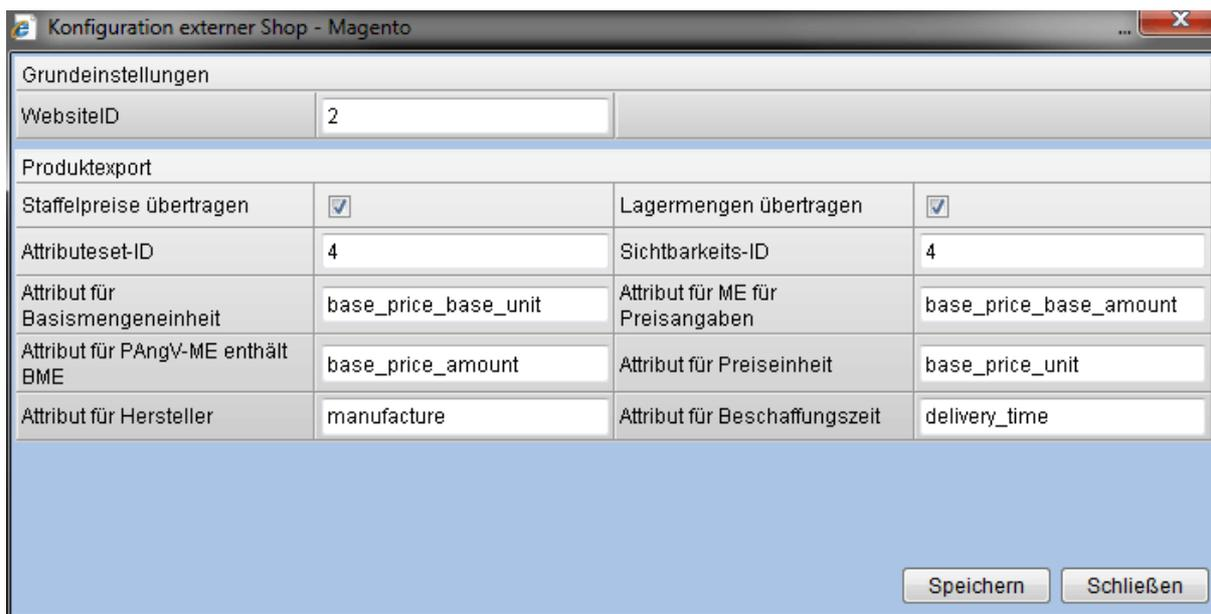 Konfiguration externer Shop - Magento ...
Grundeinstellungen
WebsiteID 2
Produktexport
Staffelpreise übertragen Lagermengen übertragen
Attributeset-ID 4 Sichtbarkeits-ID 4
Attribut für
Basismengeneinheit base_price_base_unit Attribut für ME für
Preisangaben base_price_base_amount
Attribut für PAngV-ME enthält
BME base_price_amount Attribut für Preiseinheit base_price_unit
Attribut für Hersteller manufacture Attribut für Beschaffungszeit delivery_time
Speichern Schließen